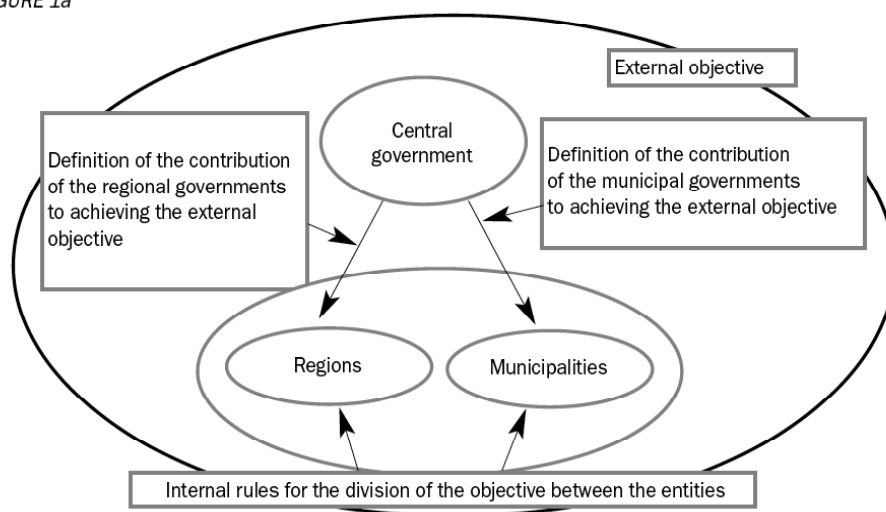 FIGURE 1a
External objective
Central
government
Definition of the contribution
of the regional governments
to achieving the external
objective
Definition of the contribution
of the municipal governments
to achieving the external objective
Regions
Municipalities
Internal rules for the division of the objective between the entities